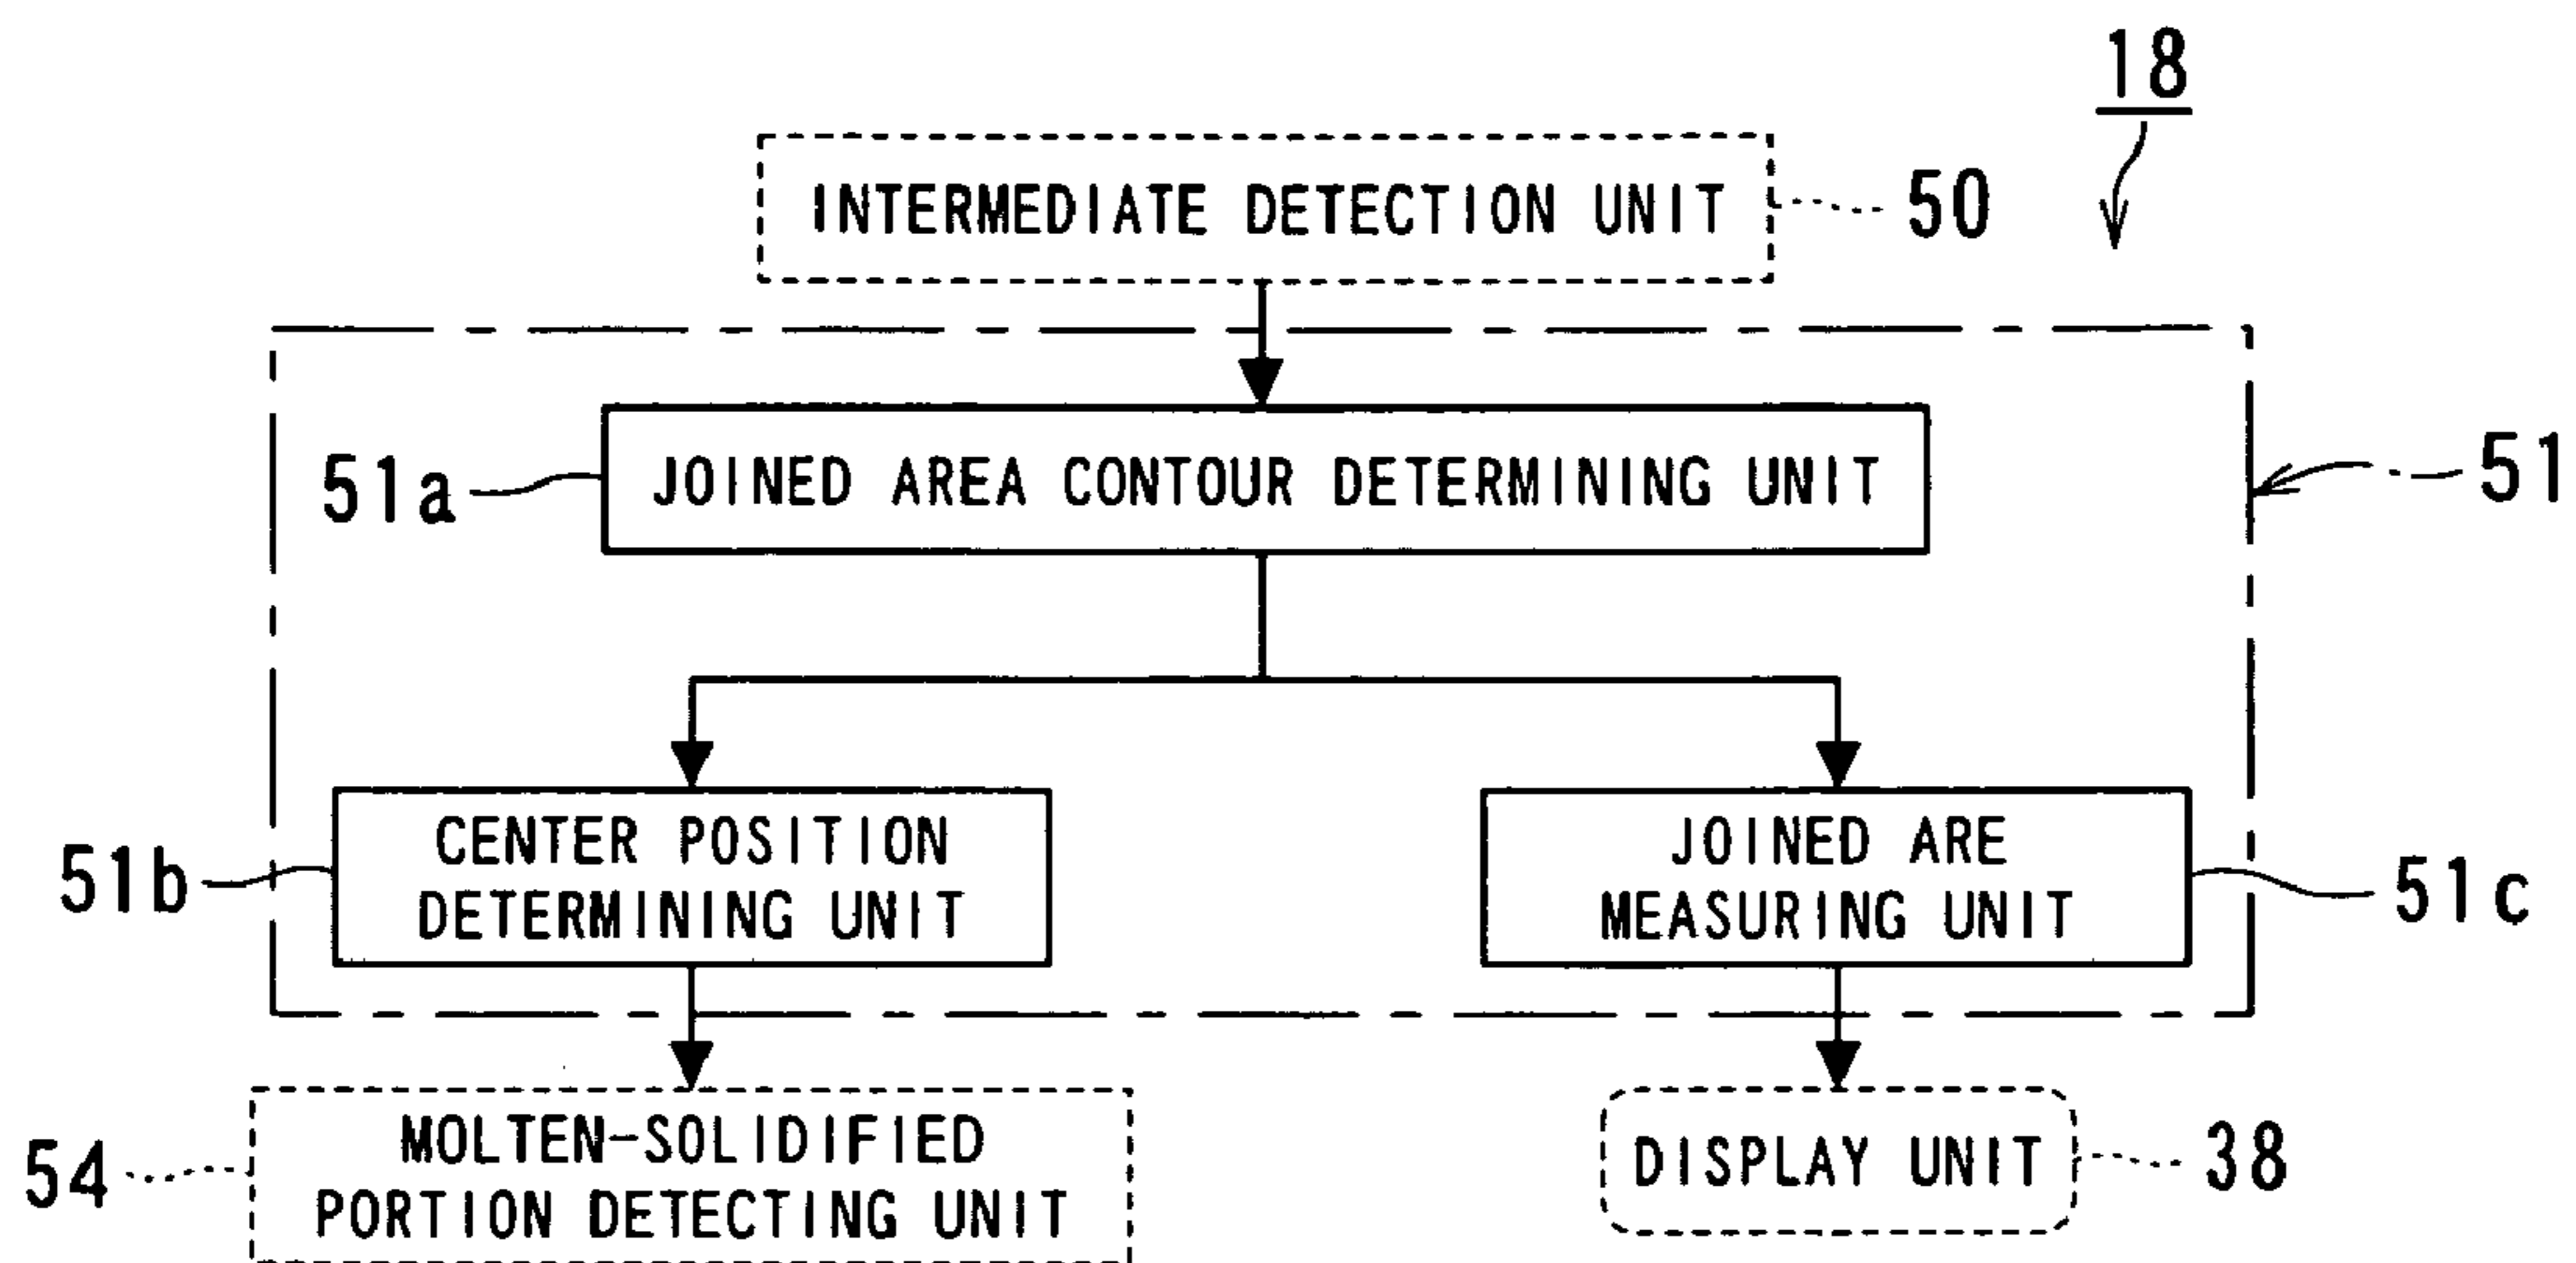 18
INTERMEDIATE DETECTION UNIT
50
JOINED AREA CONTOUR DETERMINING UNIT
51a
51
CENTER POSITION
DETERMINING UNIT
51b
JOINED ARE
MEASURING UNIT
51c
MOLTEN-SOLIDIFIED
PORTION DETECTING UNIT
54
DISPLAY UNIT
38